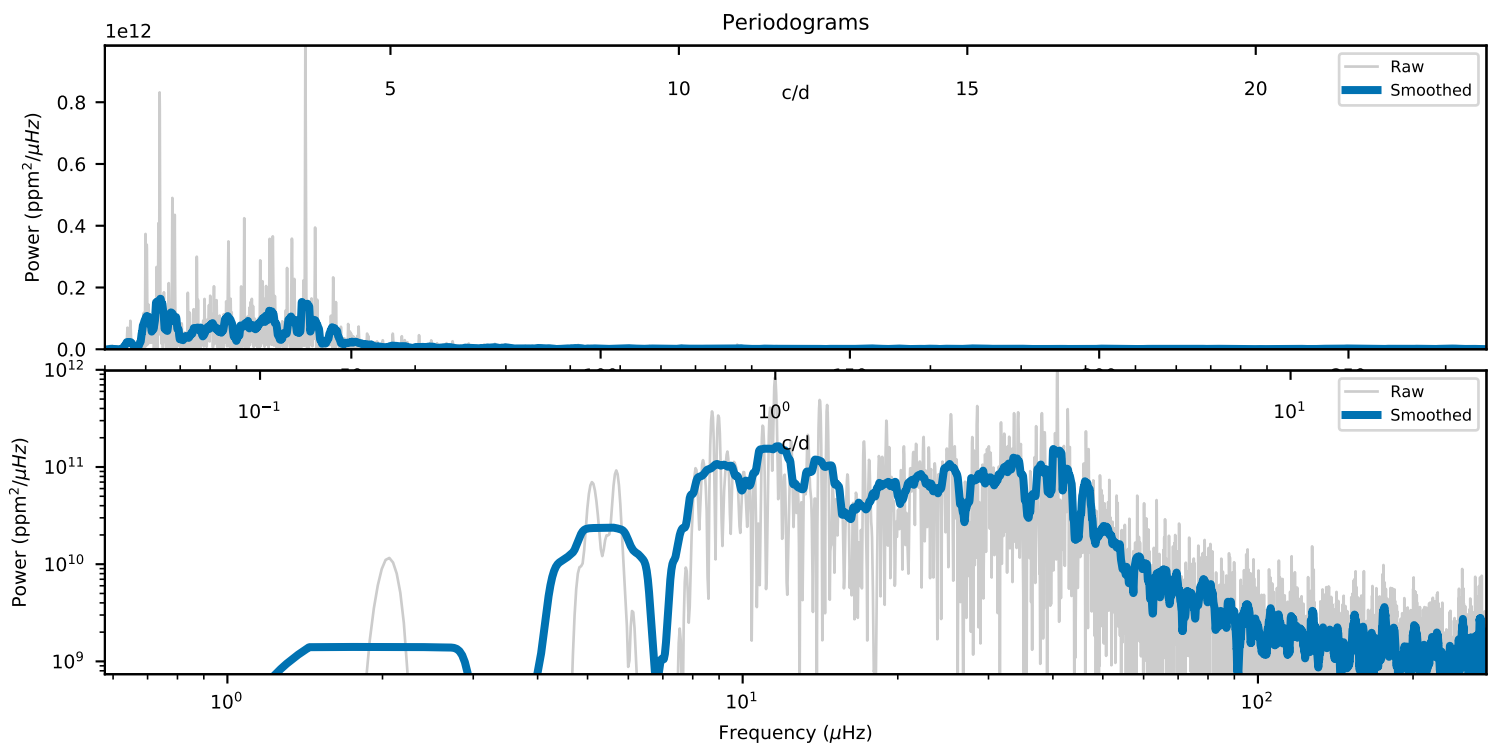 Periodograms
1e12
5 10 15 20
c/d
Raw
Smoothed
0.8
0.6
0.4
0.2
0.0
Power (ppm²/μHz)
10⁻¹ 10⁰ 10¹
c/d
Raw
Smoothed
10¹²
10¹¹
10¹⁰
10⁹
Power (ppm²/μHz)
10⁰ 10¹ 10²
Frequency (μHz)